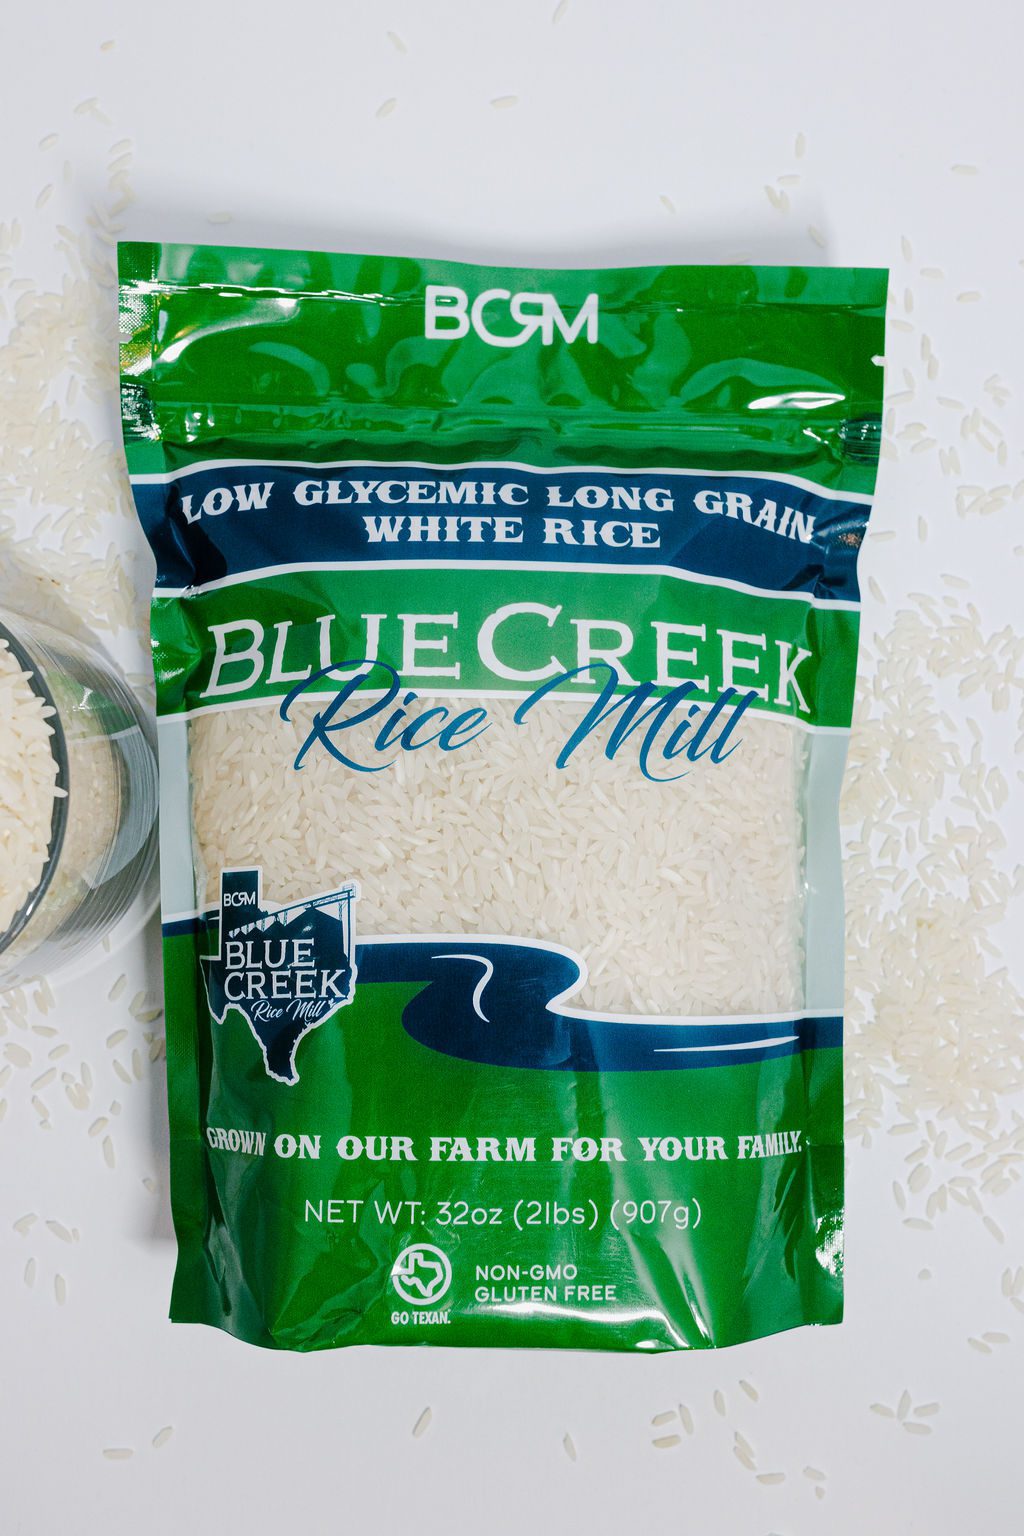 BCRM
LOW GLYCEMIC LONG GRAIN
WHITE RICE
BLUE CREEK
Rice Mill
BCRM
BLUE
CREEK
Rice Mill
GROWN ON OUR FARM FOR YOUR FAMILY.
NET WT: 32oz (2lbs) (907g)
NON-GMO
GLUTEN FREE
GO TEXAN.